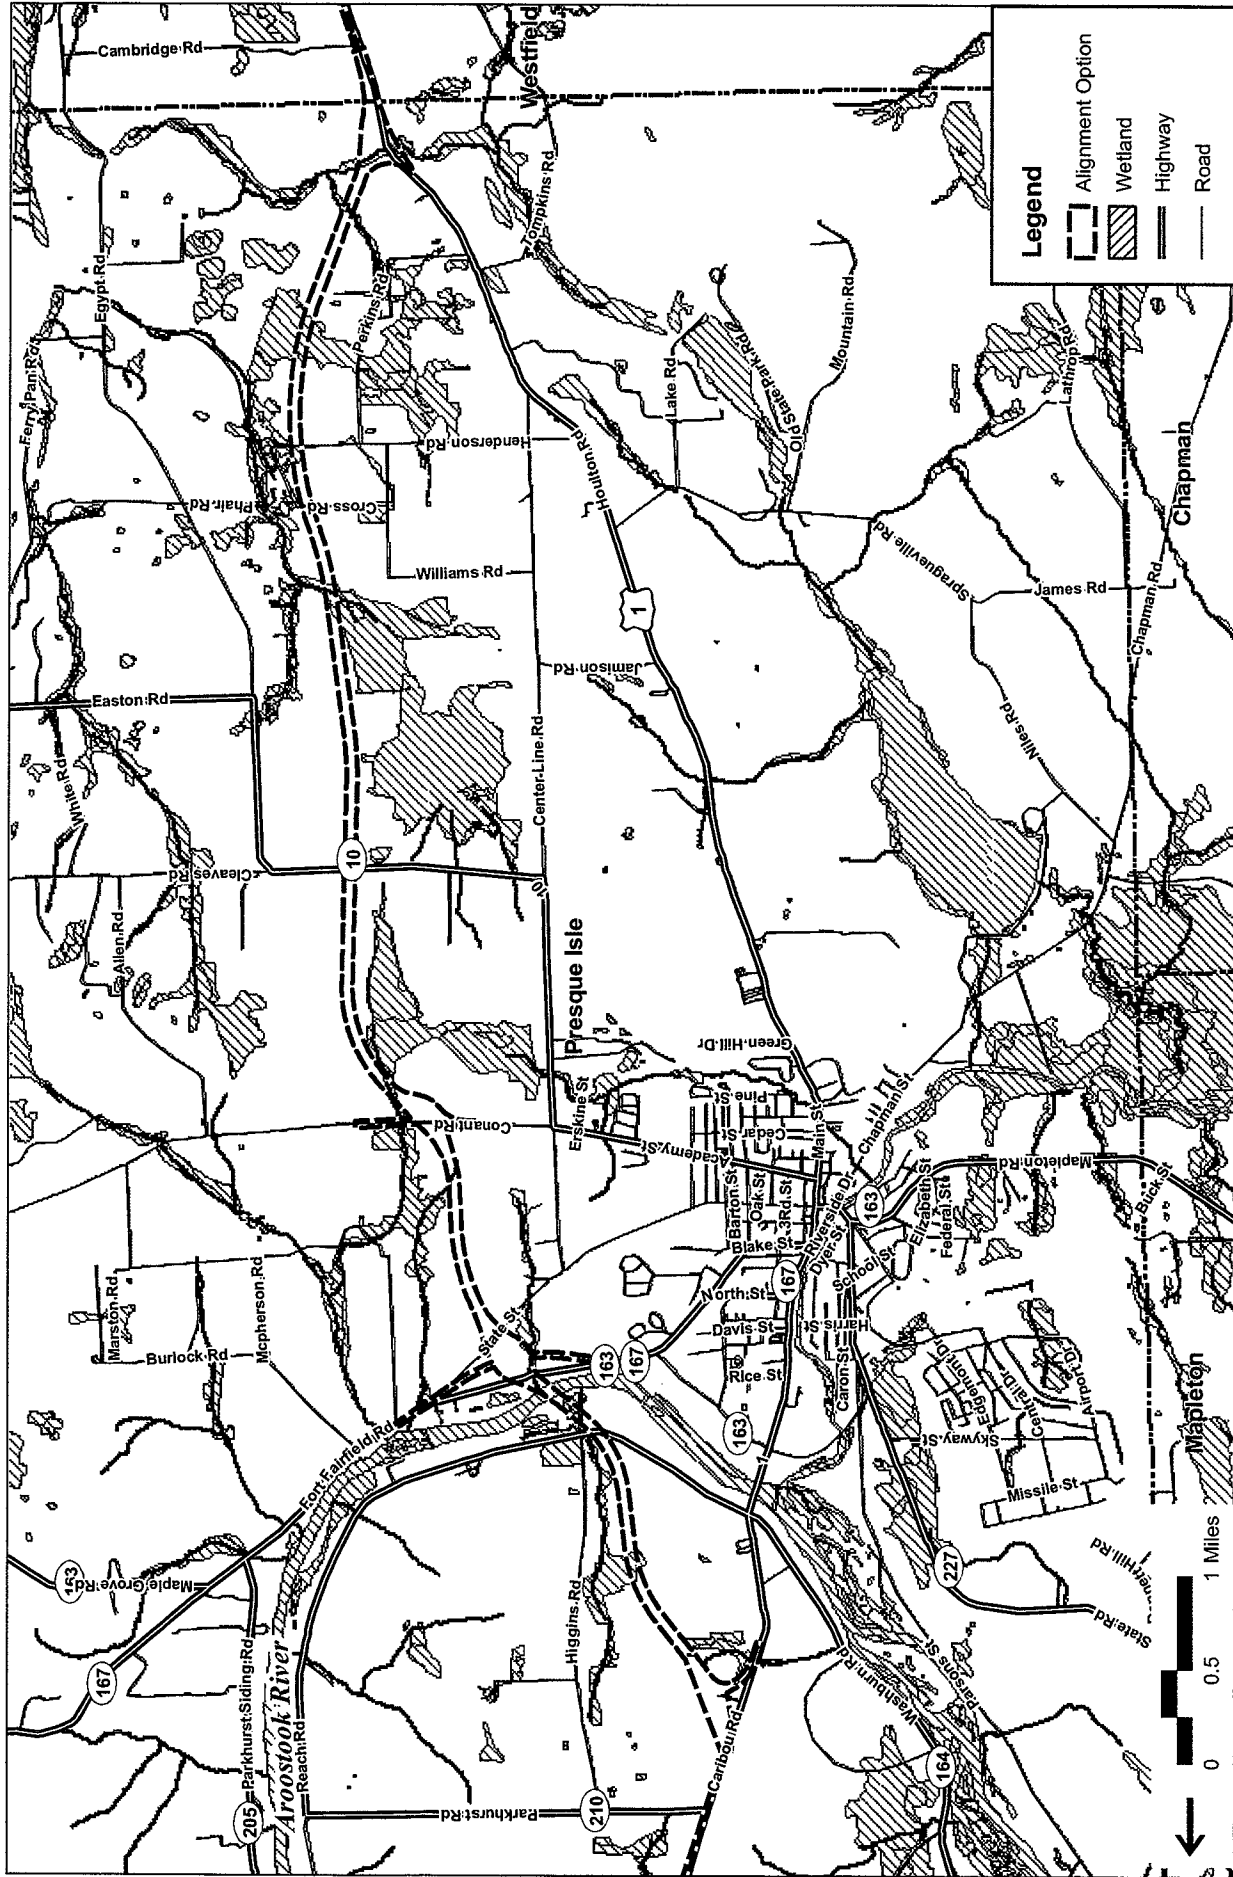 Cambridge Rd
Westfield
Egypt Rd
Ferry Pan Rd
Tompkins Rd
Perkins Rd
Lake Rd
Old State Park Rd
Mountain Rd
Lathrop Rd
Henderson Rd
Houlton Rd
Phair Rd
Cross Rd
Williams Rd
Spragueville Rd
James Rd
Chapman
Chapman Rd
1
Jamison Rd
Niles Rd
Easton Rd
White Rd
Center Line Rd
10
10
Cleaves Rd
Allen Rd
Presque Isle
Green Hill Dr
Erskine St
Conant Rd
Pine St
Cedar St
Academy St
Main St
Chapman St
Mapleton Rd
Buck St
Barton St
Oak St
3Rd St
Blake St
Riverside Dr
Dyer St
163
Elizabeth St
Federal St
School St
167
North St
Davis St
Harris St
Rice St
Caron St
State St
163
167
163
Marston Rd
Mcpherson Rd
Burlock Rd
Fort Fairfield Rd
Edgemont Dr
Central Dr
Airport Dr
Skyway St
Missile St
Mapleton
1
227
State Rd
Maple Grove Rd
163
167
Parkhurst Siding Rd
Aroostook River
Reach Rd
Higgins Rd
Parsons St
Washburn Rd
Caribou Rd
205
Parkhurst Rd
210
164
Legend
Alignment Option
Wetland
Highway
Road
0 0.5 1 Miles